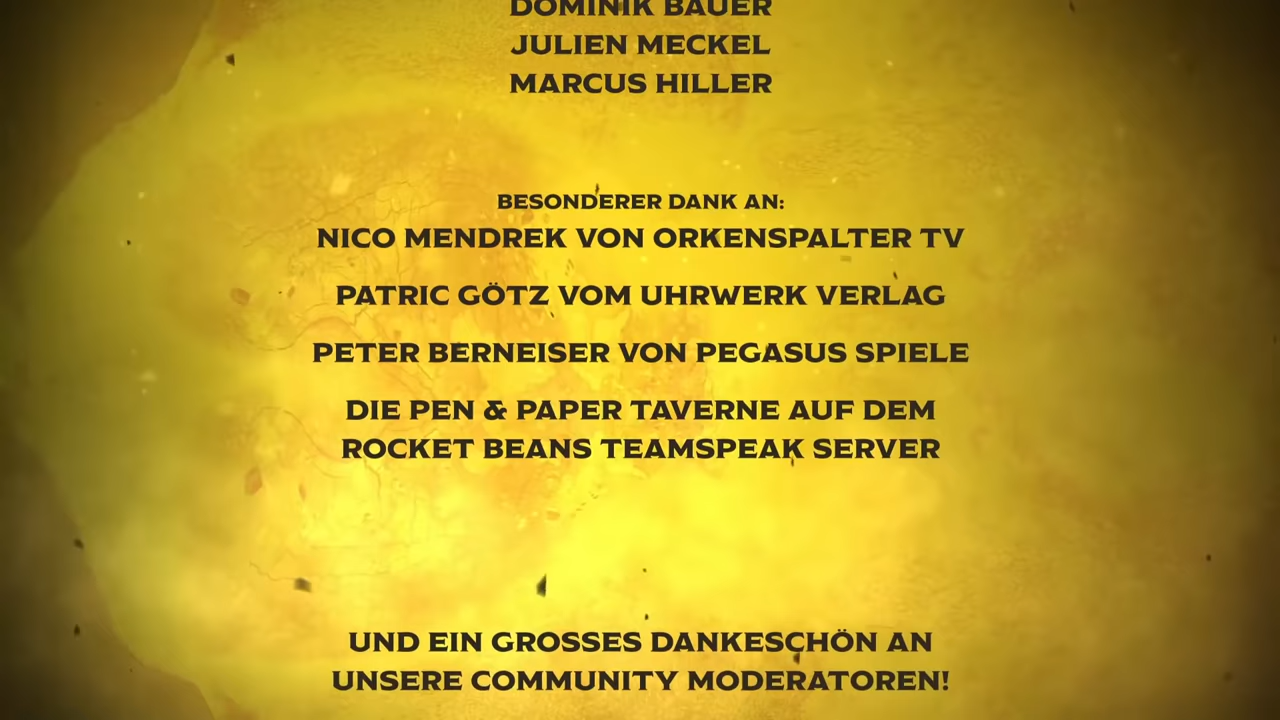 DOMINIK BAUER
JULIEN MECKEL
MARCUS HILLER
BESONDERER DANK AN:
NICO MENDREK VON ORKENSPALTER TV
PATRIC GÖTZ VOM UHRWERK VERLAG
PETER BERNEISER VON PEGASUS SPIELE
DIE PEN & PAPER TAVERNE AUF DEM
ROCKET BEANS TEAMSPEAK SERVER
UND EIN GROSSES DANKESCHÖN AN
UNSERE COMMUNITY MODERATOREN!